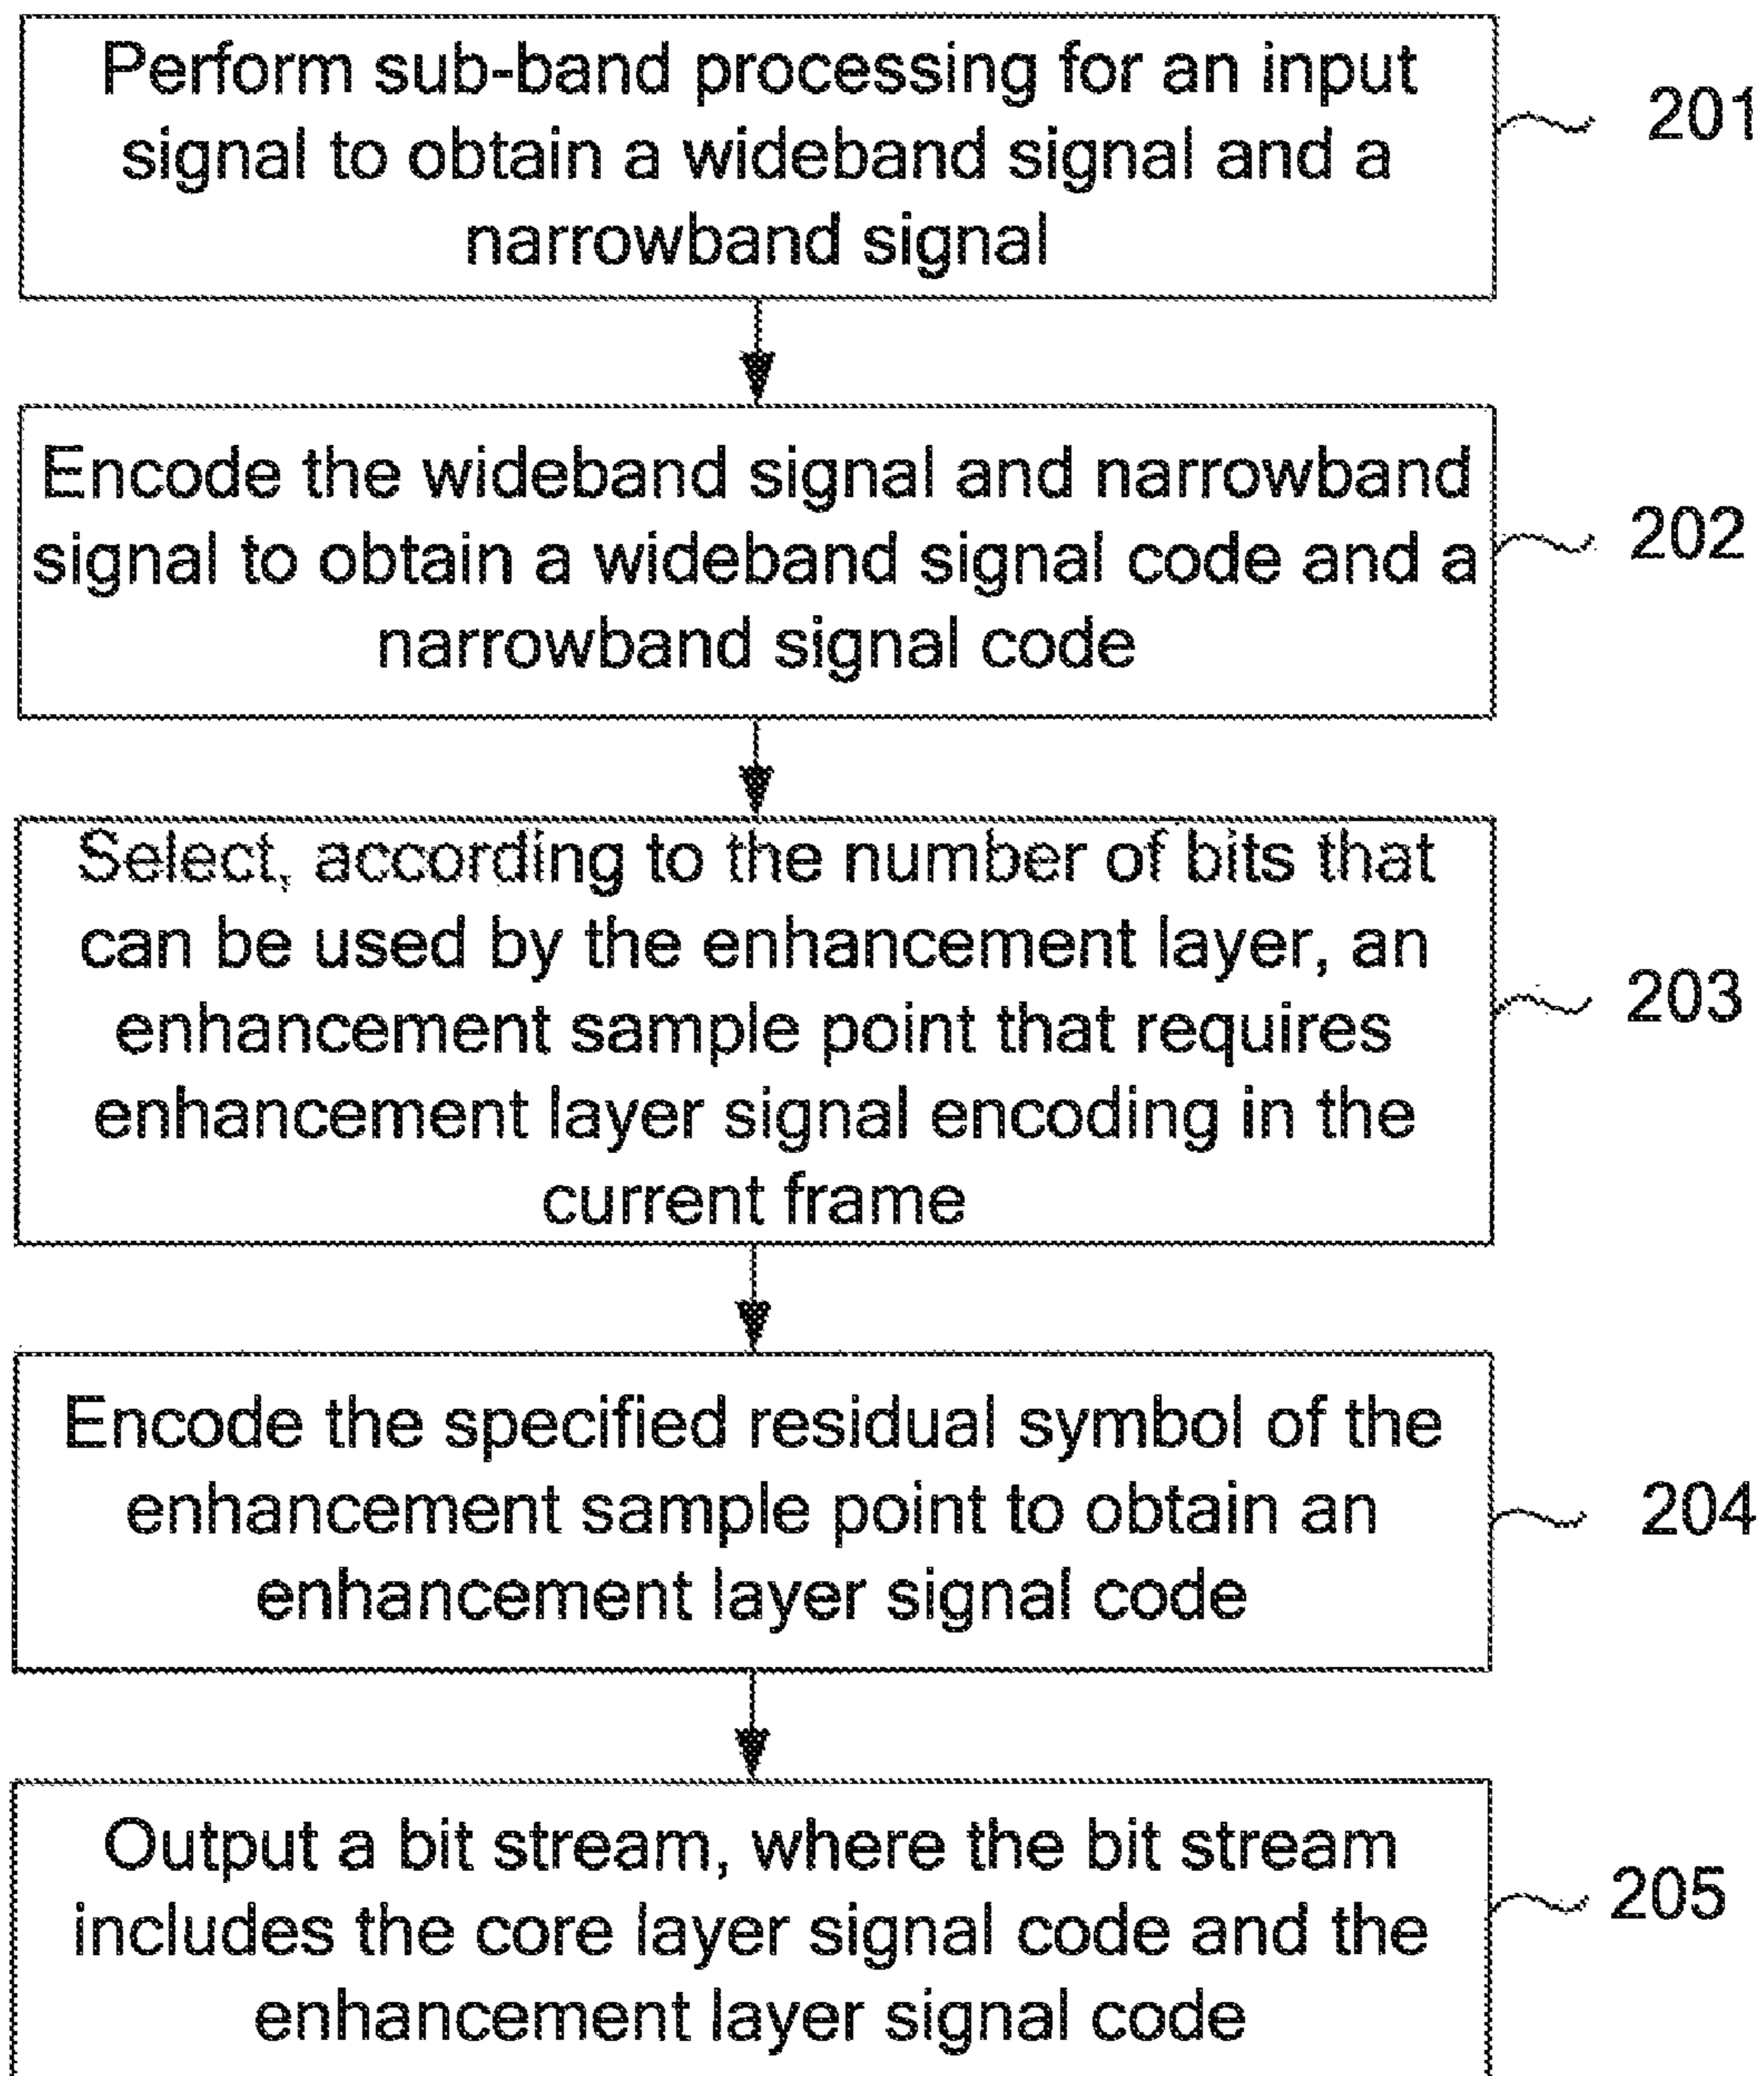 Perform sub-band processing for an input
signal to obtain a wideband signal and a
narrowband signal
201
Encode the wideband signal and narrowband
signal to obtain a wideband signal code and a
narrowband signal code
202
Select, according to the number of bits that
can be used by the enhancement layer, an
enhancement sample point that requires
enhancement layer signal encoding in the
current frame
203
Encode the specified residual symbol of the
enhancement sample point to obtain an
enhancement layer signal code
204
Output a bit stream, where the bit stream
includes the core layer signal code and the
enhancement layer signal code
205